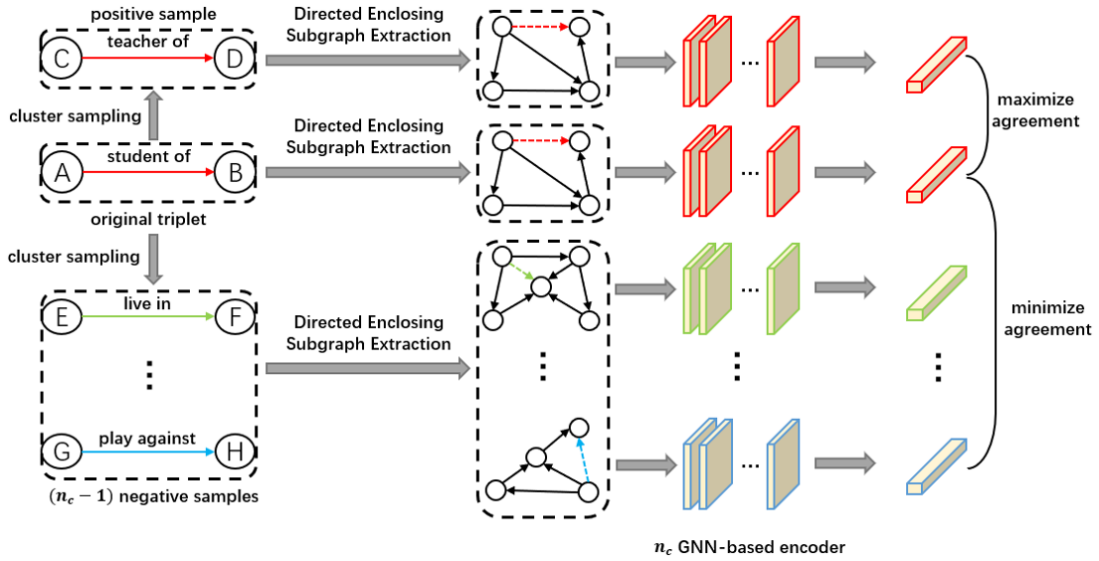 positive sample
C
teacher of
D
Directed Enclosing
Subgraph Extraction
...
cluster sampling
maximize
agreement
A
student of
B
Directed Enclosing
Subgraph Extraction
...
original triplet
cluster sampling
E
live in
F
Directed Enclosing
Subgraph Extraction
...
minimize
agreement
G
play against
H
...
(n_c − 1) negative samples
n_c GNN-based encoder